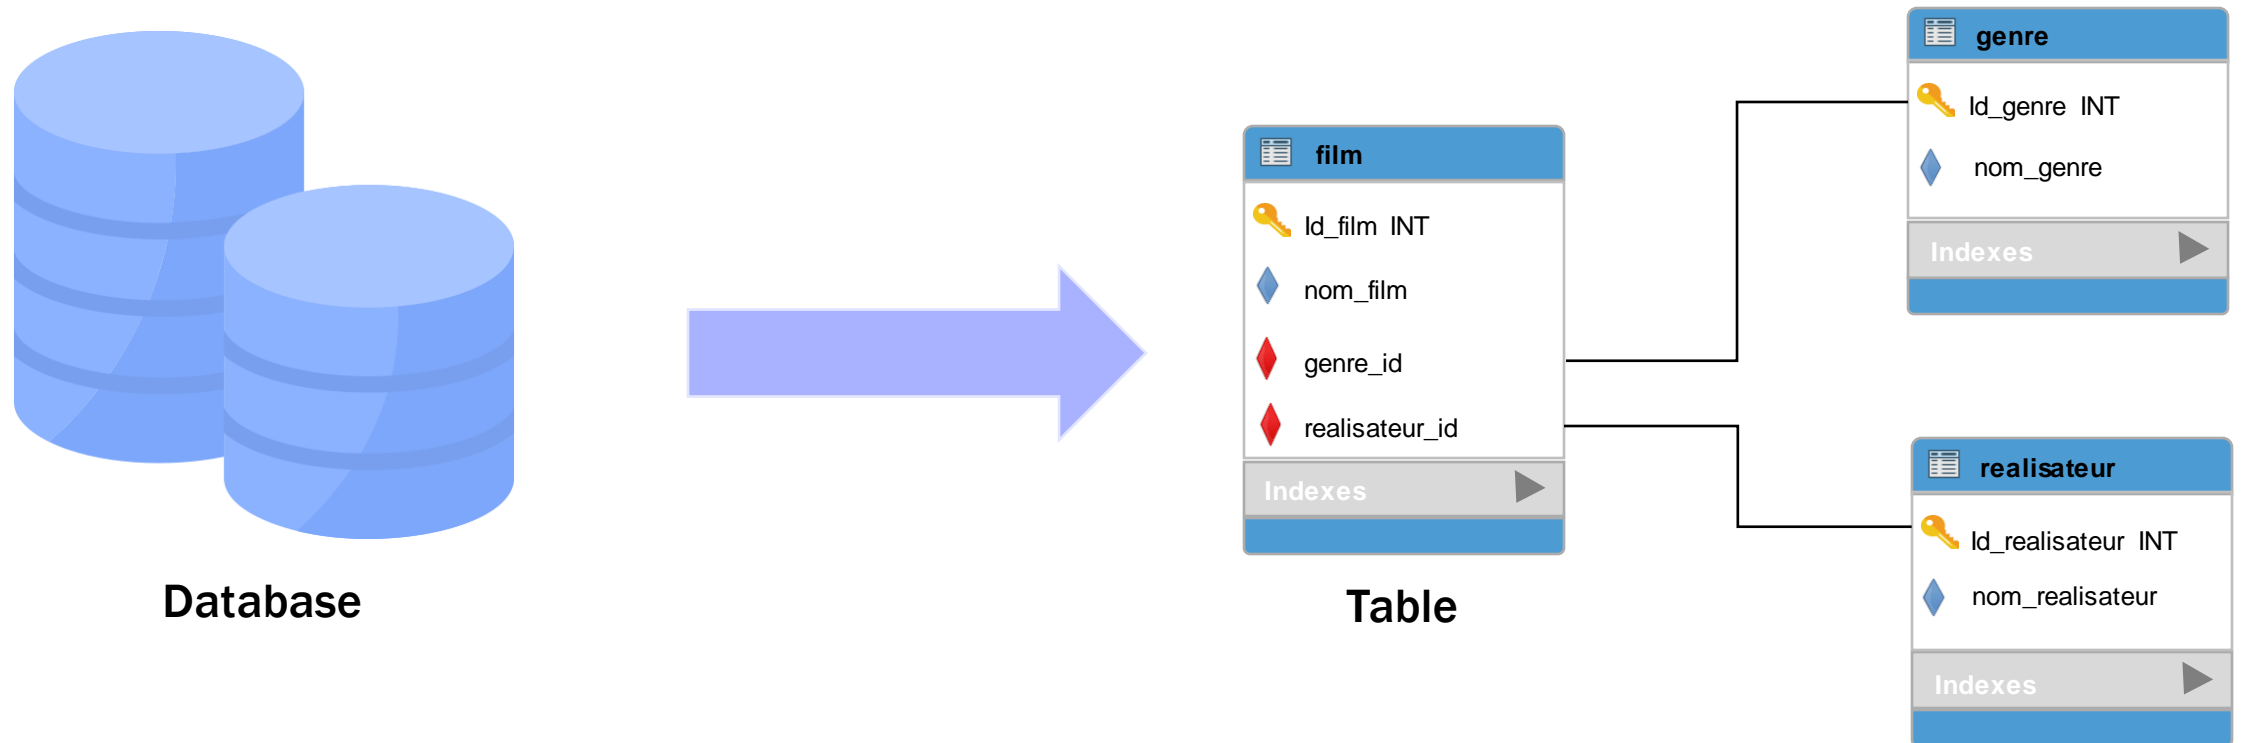 Database
film
Id_film INT
nom_film
genre_id
realisateur_id
Indexes
Table
genre
Id_genre INT
nom_genre
Indexes
realisateur
Id_realisateur INT
nom_realisateur
Indexes